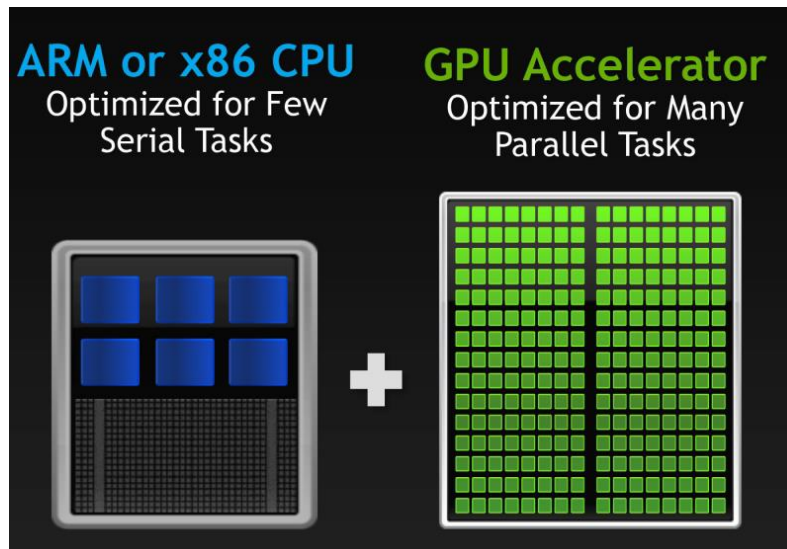 ARM or x86 CPU
Optimized for Few
Serial Tasks
GPU Accelerator
Optimized for Many
Parallel Tasks